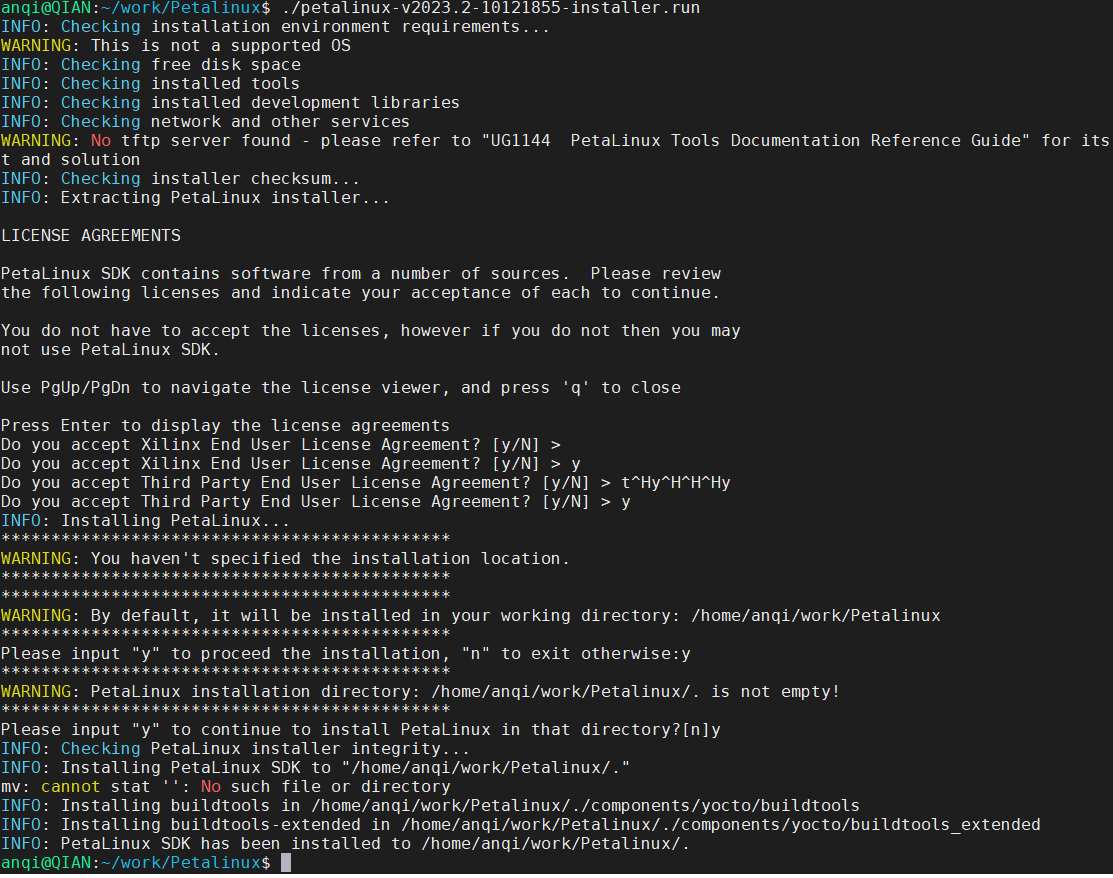 anqi@QIAN:~/work/Petalinux$ ./petalinux-v2023.2-10121855-installer.run
INFO: Checking installation environment requirements...
WARNING: This is not a supported OS
INFO: Checking free disk space
INFO: Checking installed tools
INFO: Checking installed development libraries
INFO: Checking network and other services
WARNING: No tftp server found - please refer to "UG1144  PetaLinux Tools Documentation Reference Guide" for its
t and solution
INFO: Checking installer checksum...
INFO: Extracting PetaLinux installer...

LICENSE AGREEMENTS

PetaLinux SDK contains software from a number of sources.  Please review
the following licenses and indicate your acceptance of each to continue.

You do not have to accept the licenses, however if you do not then you may
not use PetaLinux SDK.

Use PgUp/PgDn to navigate the license viewer, and press 'q' to close

Press Enter to display the license agreements
Do you accept Xilinx End User License Agreement? [y/N] >
Do you accept Xilinx End User License Agreement? [y/N] > y
Do you accept Third Party End User License Agreement? [y/N] > t^Hy^H^H^Hy
Do you accept Third Party End User License Agreement? [y/N] > y
INFO: Installing PetaLinux...
*********************************************
WARNING: You haven't specified the installation location.
*********************************************
*********************************************
WARNING: By default, it will be installed in your working directory: /home/anqi/work/Petalinux
*********************************************
Please input "y" to proceed the installation, "n" to exit otherwise:y
*********************************************
WARNING: PetaLinux installation directory: /home/anqi/work/Petalinux/. is not empty!
*********************************************
Please input "y" to continue to install PetaLinux in that directory?[n]y
INFO: Checking PetaLinux installer integrity...
INFO: Installing PetaLinux SDK to "/home/anqi/work/Petalinux/."
mv: cannot stat '': No such file or directory
INFO: Installing buildtools in /home/anqi/work/Petalinux/./components/yocto/buildtools
INFO: Installing buildtools-extended in /home/anqi/work/Petalinux/./components/yocto/buildtools_extended
INFO: PetaLinux SDK has been installed to /home/anqi/work/Petalinux/.
anqi@QIAN:~/work/Petalinux$